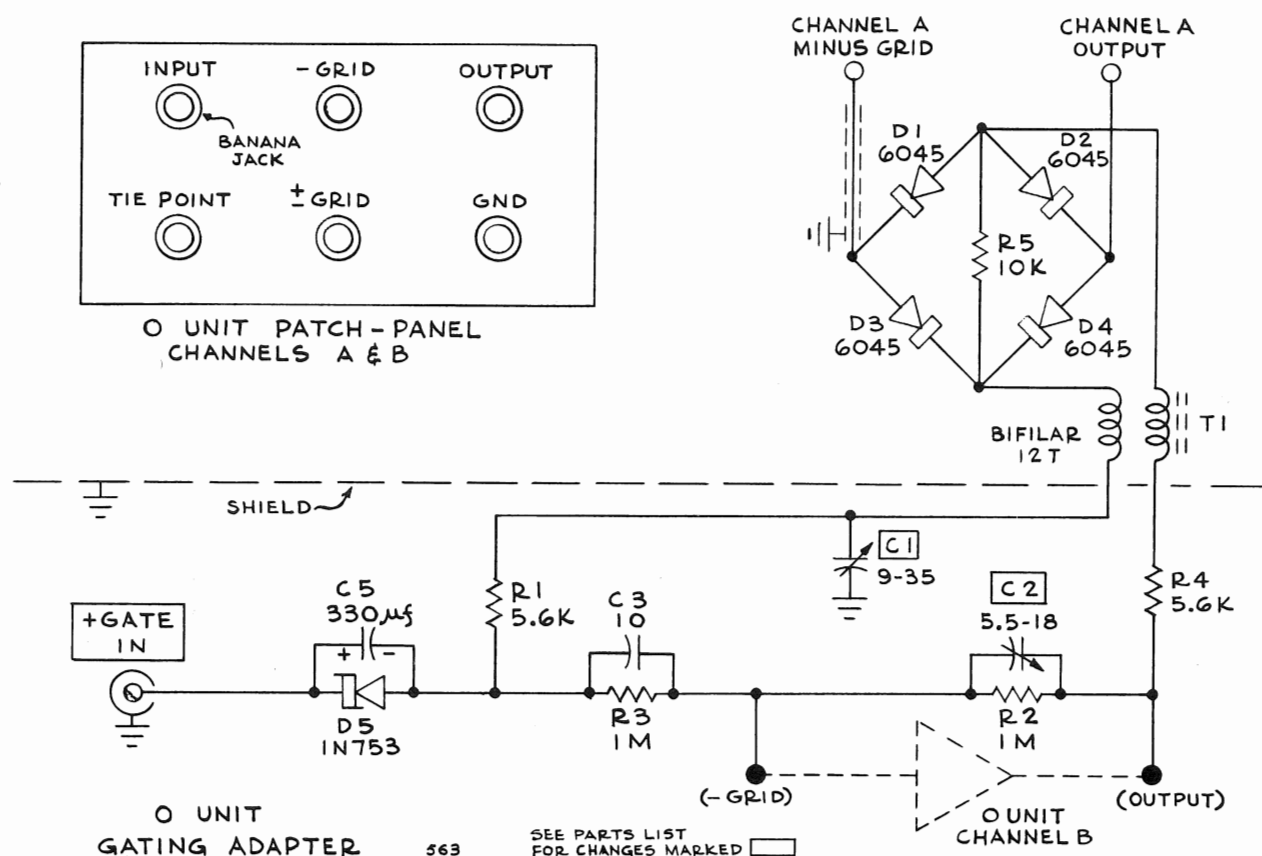 INPUT
-GRID
OUTPUT
BANANA
JACK
TIE POINT
± GRID
GND
O UNIT PATCH-PANEL
CHANNELS A & B
CHANNEL A
MINUS GRID
CHANNEL A
OUTPUT
D1
6045
D2
6045
R5
10K
D3
6045
D4
6045
BIFILAR
12T
T1
SHIELD
C1
9-35
R1
5.6K
C5
330μf
+ -
C3
10
C2
5.5-18
R4
5.6K
+GATE
IN
D5
1N753
R3
1M
R2
1M
(-GRID)
(OUTPUT)
O UNIT
CHANNEL B
O UNIT
GATING ADAPTER
563
SEE PARTS LIST
FOR CHANGES MARKED